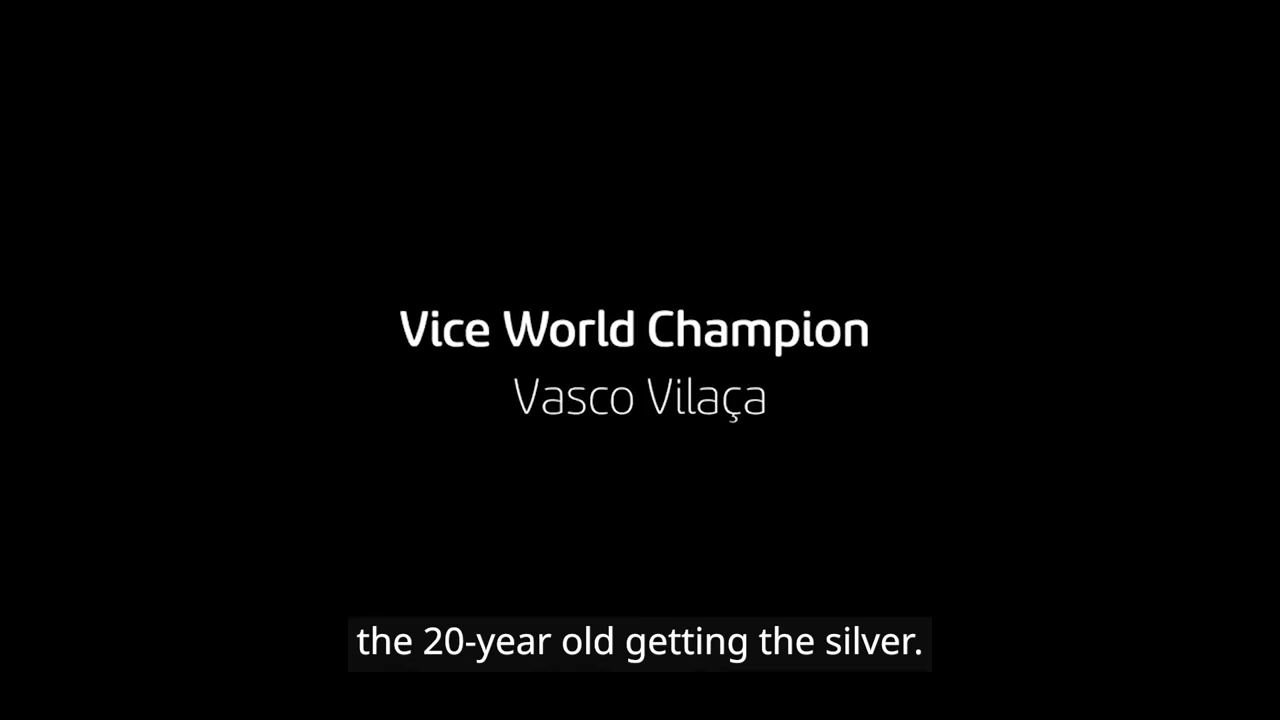 Vice World Champion
Vasco Vilaça
the 20-year old getting the silver.